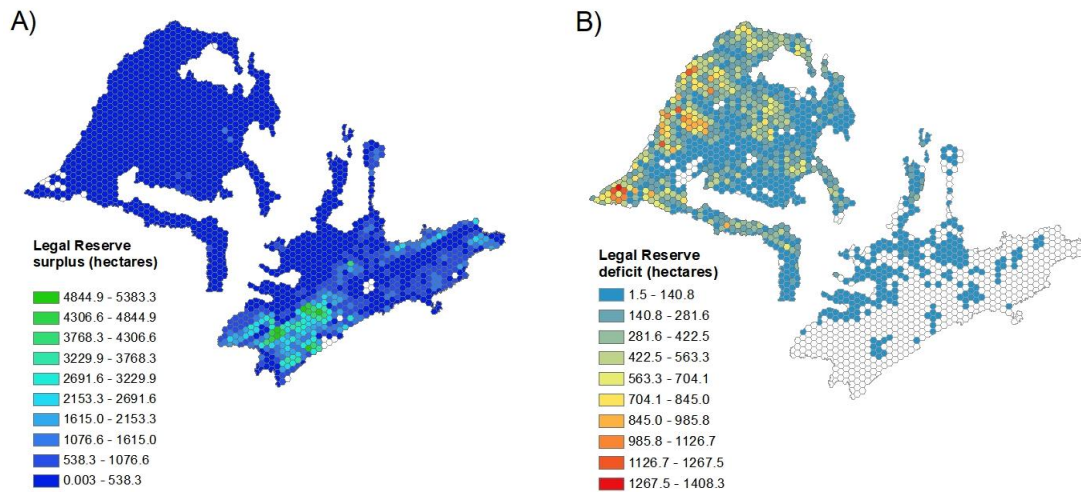 A)
Legal Reserve
surplus (hectares)
4844.9 - 5383.3
4306.6 - 4844.9
3768.3 - 4306.6
3229.9 - 3768.3
2691.6 - 3229.9
2153.3 - 2691.6
1615.0 - 2153.3
1076.6 - 1615.0
538.3 - 1076.6
0.003 - 538.3
B)
Legal Reserve
deficit (hectares)
1.5 - 140.8
140.8 - 281.6
281.6 - 422.5
422.5 - 563.3
563.3 - 704.1
704.1 - 845.0
845.0 - 985.8
985.8 - 1126.7
1126.7 - 1267.5
1267.5 - 1408.3